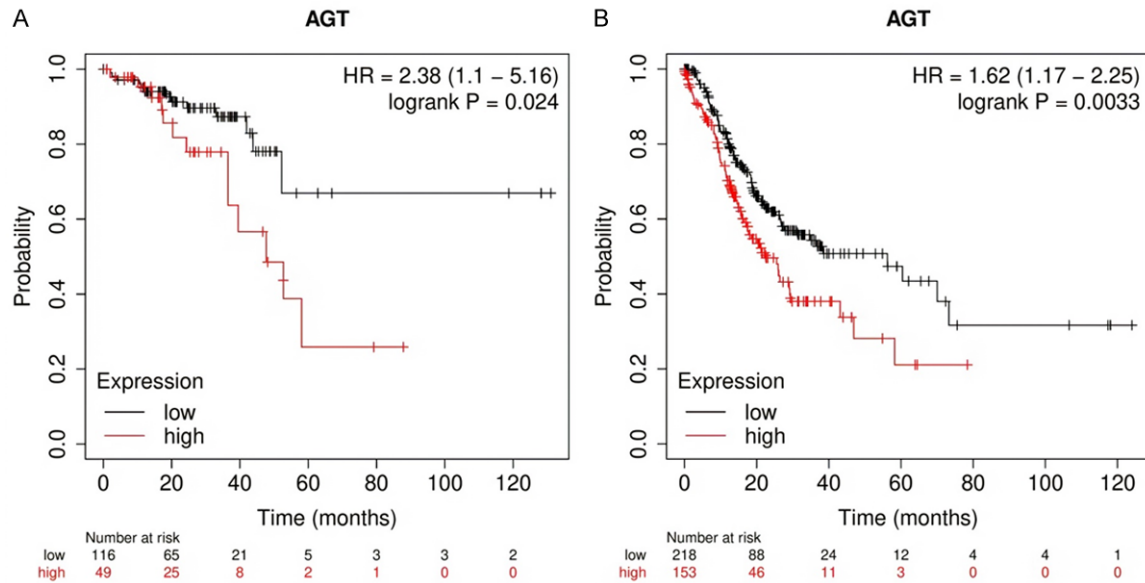 A
AGT
HR = 2.38 (1.1 − 5.16)
logrank P = 0.024
Probability
1.0
0.8
0.6
0.4
0.2
0.0
Expression
low
high
0 20 40 60 80 100 120
Time (months)
Number at risk
low 116 65 21 5 3 3 2
high 49 25 8 2 1 0 0
B
AGT
HR = 1.62 (1.17 − 2.25)
logrank P = 0.0033
Probability
1.0
0.8
0.6
0.4
0.2
0.0
Expression
low
high
0 20 40 60 80 100 120
Time (months)
Number at risk
low 218 88 24 12 4 4 1
high 153 46 11 3 0 0 0